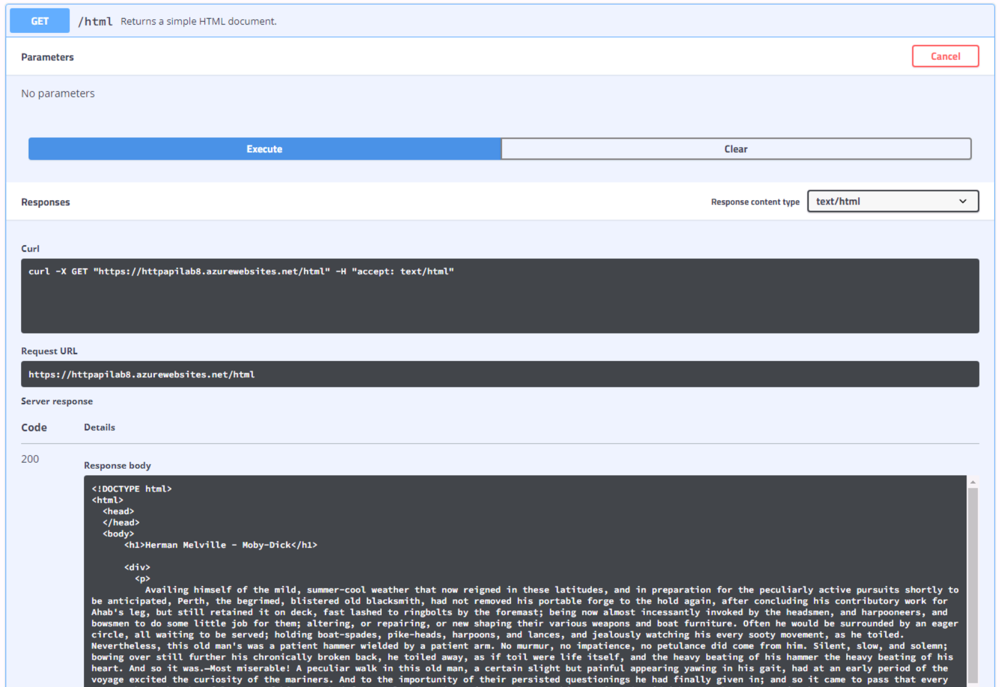 GET /html Returns a simple HTML document.
Parameters
Cancel
No parameters
Execute
Clear
Responses
Response content type text/html
Curl
curl -X GET "https://httpapilab8.azurewebsites.net/html" -H "accept: text/html"
Request URL
https://httpapilab8.azurewebsites.net/html
Server response
Code Details
200
Response body
<!DOCTYPE html>
<html>
<head>
</head>
<body>
<h1>Herman Melville - Moby-Dick</h1>
<div>
<p>
Availing himself of the mild, summer-cool weather that now reigned in these latitudes, and in preparation for the peculiarly active pursuits shortly to
be anticipated, Perth, the begrimed, blistered old blacksmith, had not removed his portable forge to the hold again, after concluding his contributory work for
Ahab's leg, but still retained it on deck, fast lashed to ringbolts by the foremast; being now almost incessantly invoked by the headsmen, and harpooneers, and
bowsmen to do some little job for them; altering, or repairing, or new shaping their various weapons and boat furniture. Often he would be surrounded by an eager
circle, all waiting to be served; holding boat-spades, pike-heads, harpoons, and lances, and jealously watching his every sooty movement, as he toiled.
Nevertheless, this old man's was a patient hammer wielded by a patient arm. No murmur, no impatience, no petulance did come from him. Silent, slow, and solemn;
bowing over still further his chronically broken back, he toiled away, as if toil were life itself, and the heavy beating of his hammer the heavy beating of his
heart. And so it was.—Most miserable! A peculiar walk in this old man, a certain slight but painful appearing yawing in his gait, had at an early period of the
voyage excited the curiosity of the mariners. And to the importunity of their persisted questionings he had finally given in; and so it came to pass that every